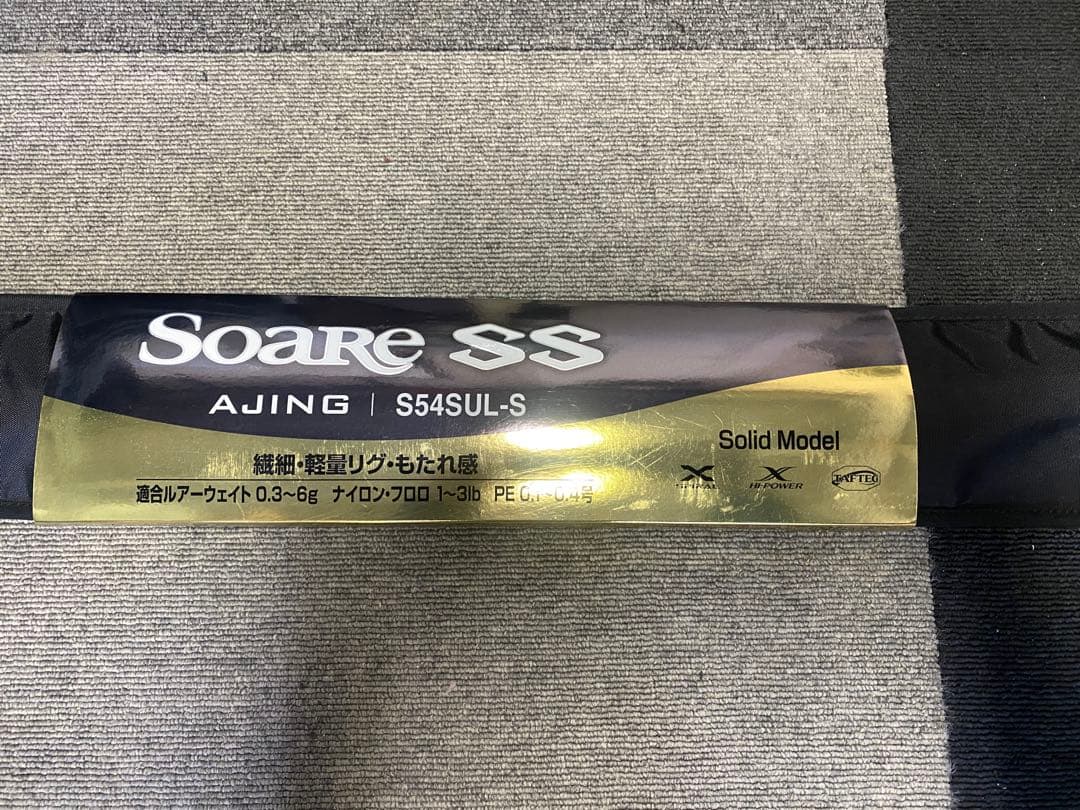 Soare SS
AJING | S54SUL-S
Solid Model
繊細・軽量リグ・もたれ感
適合ルアーウェイト 0.3~6g ナイロン・フロロ 1~3lb PE 0.1~0.4号
X SPIRAL X HI-POWER TAFTEC